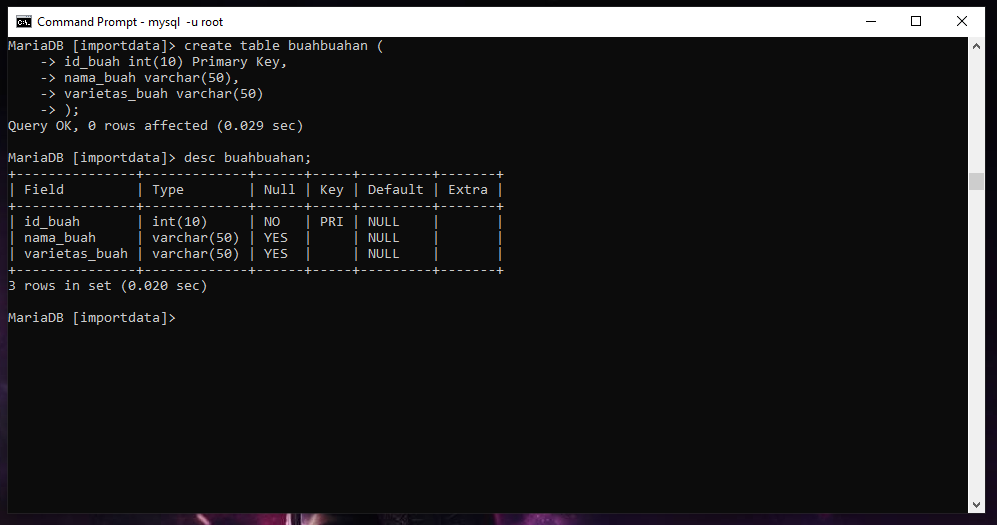 Command Prompt - mysql  -u root
MariaDB [importdata]> create table buahbuahan (
    -> id_buah int(10) Primary Key,
    -> nama_buah varchar(50),
    -> varietas_buah varchar(50)
    -> );
Query OK, 0 rows affected (0.029 sec)
MariaDB [importdata]> desc buahbuahan;
+---------------+-------------+------+-----+---------+-------+
| Field         | Type        | Null | Key | Default | Extra |
+---------------+-------------+------+-----+---------+-------+
| id_buah       | int(10)     | NO   | PRI | NULL    |       |
| nama_buah     | varchar(50) | YES  |     | NULL    |       |
| varietas_buah | varchar(50) | YES  |     | NULL    |       |
+---------------+-------------+------+-----+---------+-------+
3 rows in set (0.020 sec)
MariaDB [importdata]>